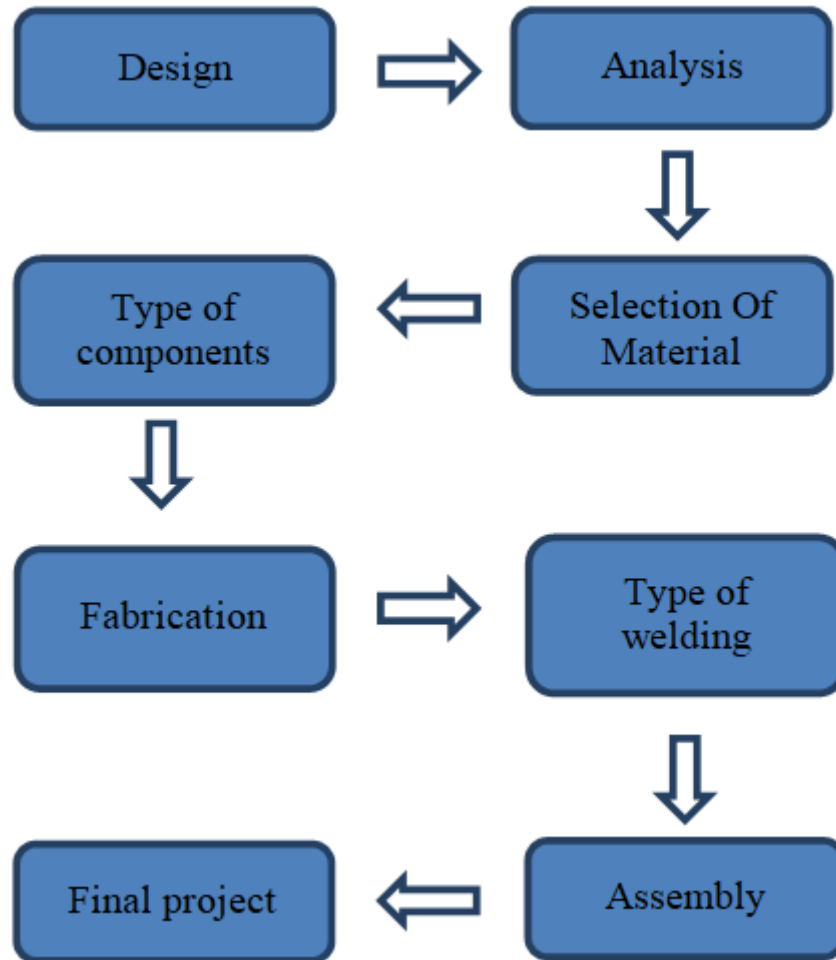 Design
Analysis
Selection Of
Material
Type of
components
Fabrication
Type of
welding
Assembly
Final project